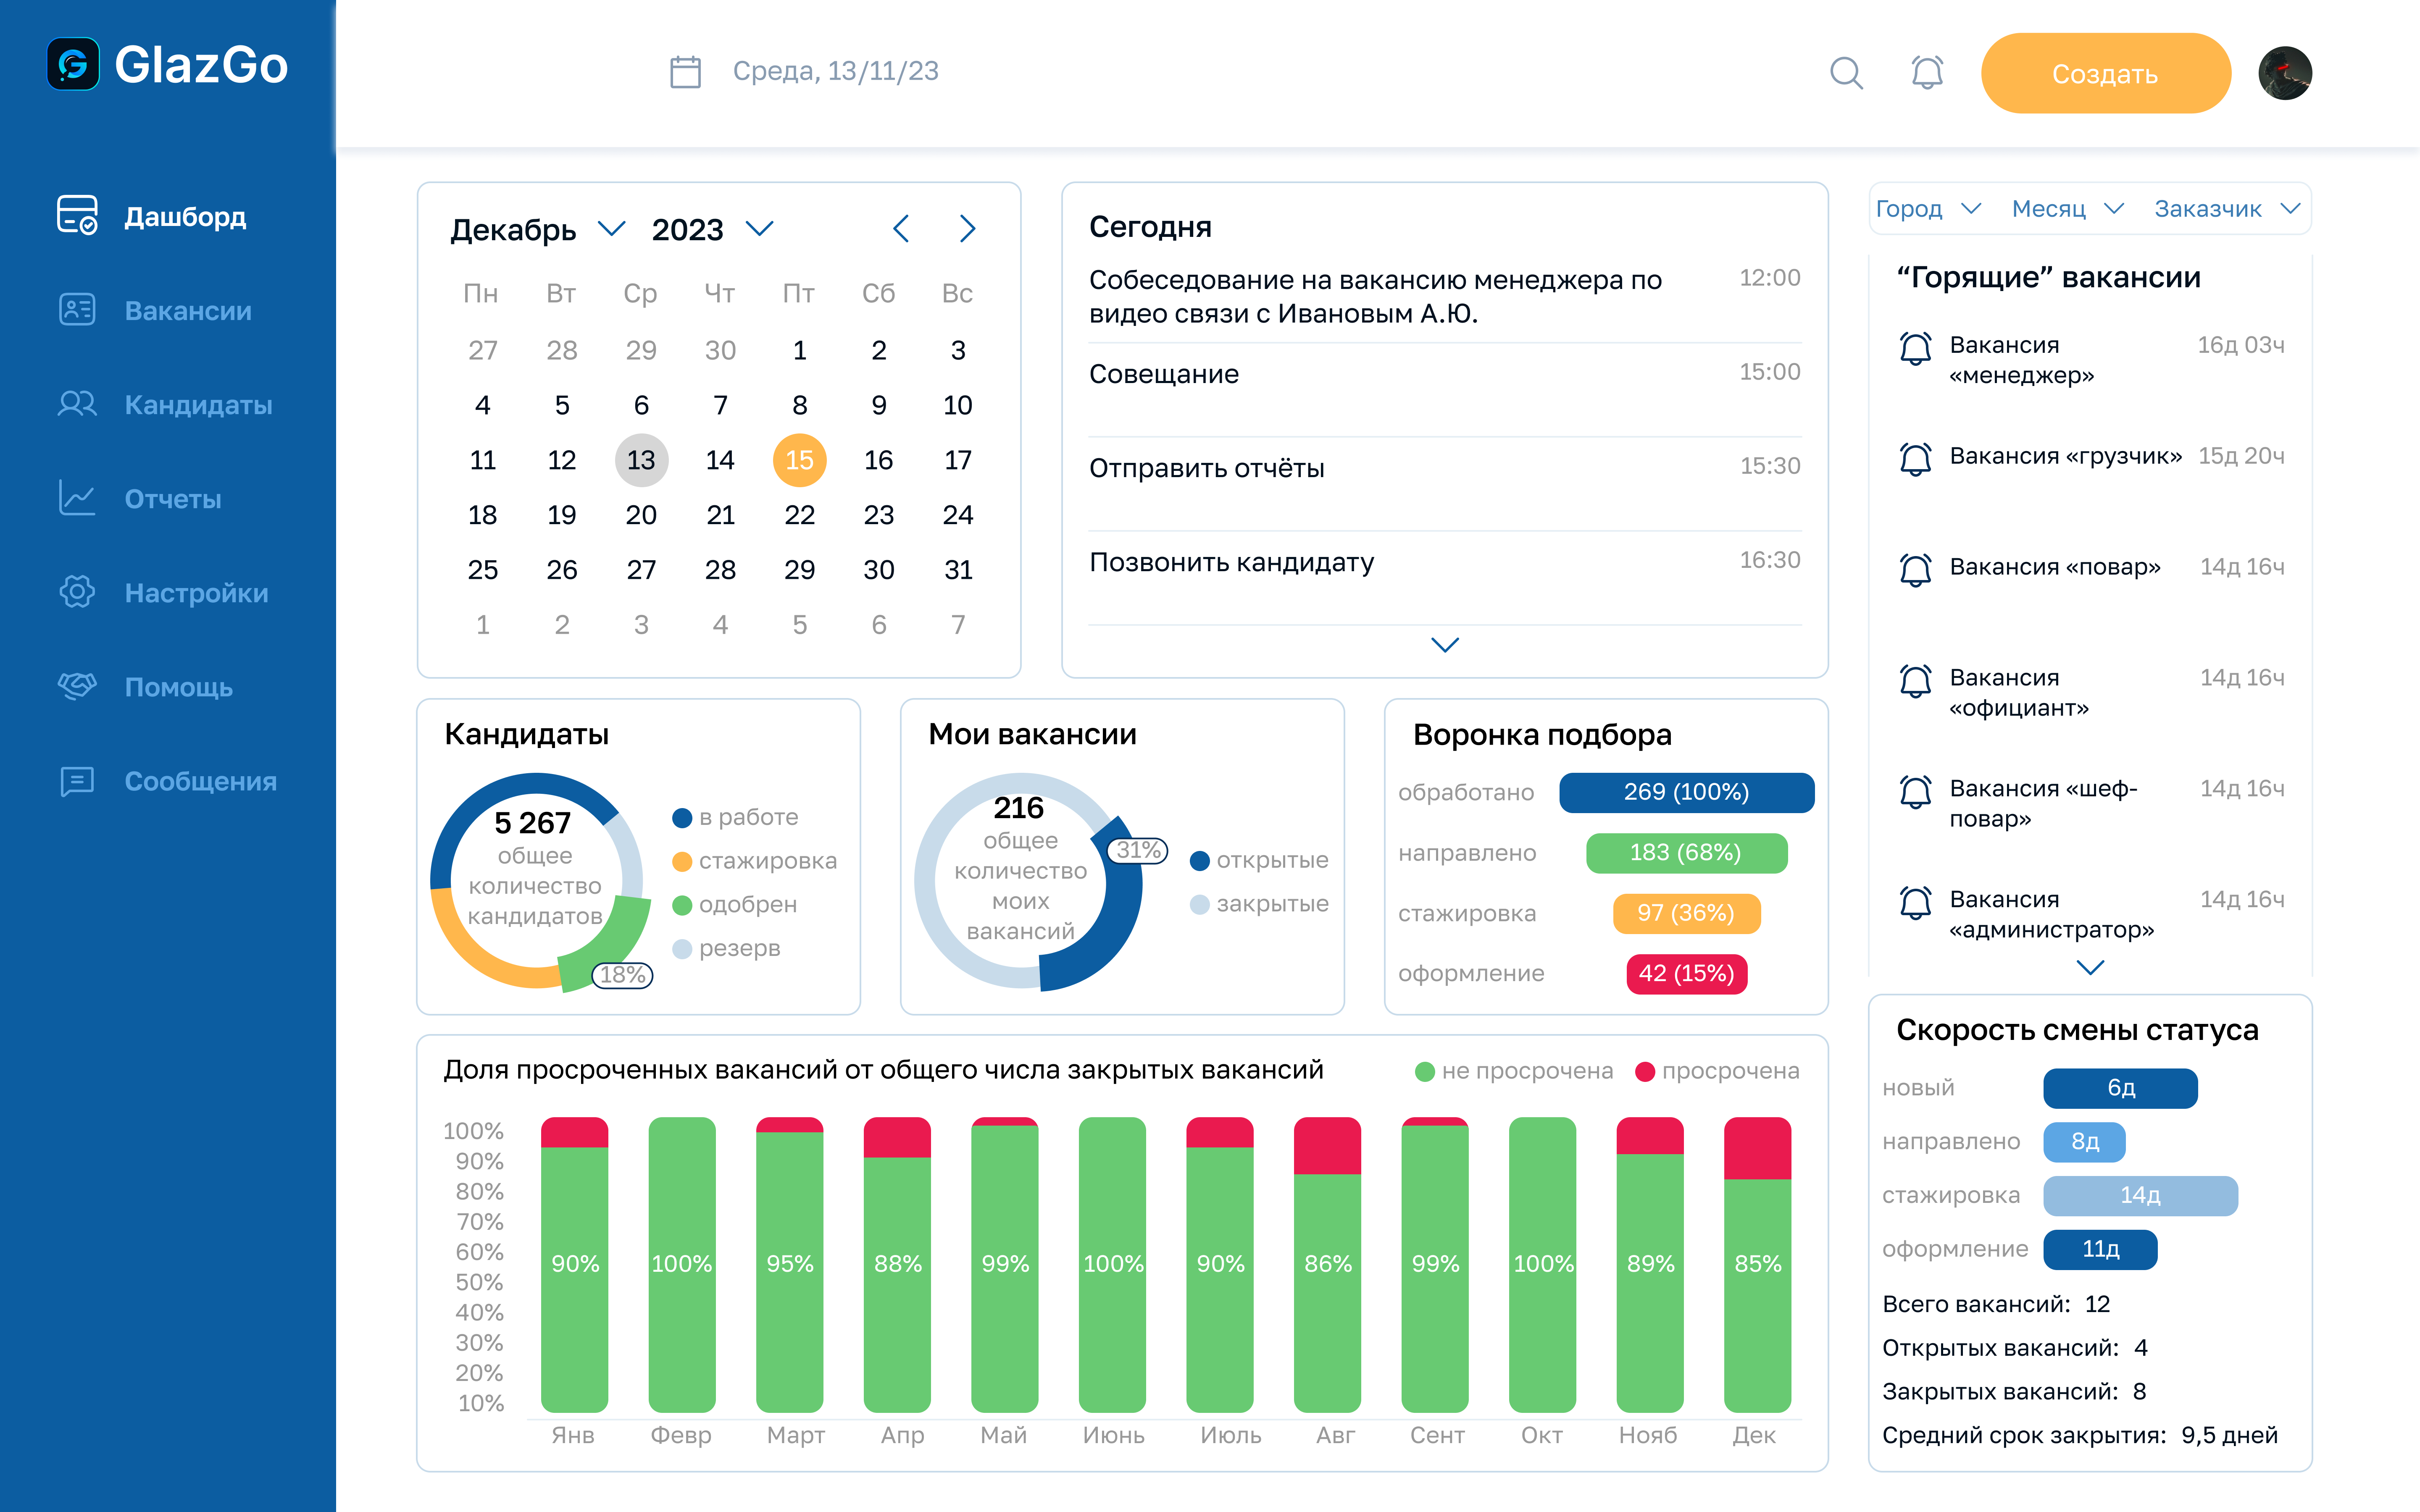 GlazGo
Среда, 13/11/23
Создать
Дашборд
Вакансии
Кандидаты
Отчеты
Настройки
Помощь
Сообщения
Декабрь 2023
Пн Вт Ср Чт Пт Сб Вс
27 28 29 30 1 2 3
4 5 6 7 8 9 10
11 12 13 14 15 16 17
18 19 20 21 22 23 24
25 26 27 28 29 30 31
1 2 3 4 5 6 7
Сегодня
Собеседование на вакансию менеджера по 12:00
видео связи с Ивановым А.Ю.
Совещание 15:00
Отправить отчёты 15:30
Позвонить кандидату 16:30
Город Месяц Заказчик
“Горящие” вакансии
Вакансия 16д 03ч
«менеджер»
Вакансия «грузчик» 15д 20ч
Вакансия «повар» 14д 16ч
Вакансия 14д 16ч
«официант»
Вакансия «шеф- 14д 16ч
повар»
Вакансия 14д 16ч
«администратор»
Кандидаты
5 267
общее
количество
кандидатов
18%
в работе
стажировка
одобрен
резерв
Мои вакансии
216
общее
количество
моих
вакансий
31%
открытые
закрытые
Воронка подбора
обработано 269 (100%)
направлено 183 (68%)
стажировка 97 (36%)
оформление 42 (15%)
Доля просроченных вакансий от общего числа закрытых вакансий
не просрочена просрочена
100%
90%
80%
70%
60%
50%
40%
30%
20%
10%
90% 100% 95% 88% 99% 100% 90% 86% 99% 100% 89% 85%
Янв Февр Март Апр Май Июнь Июль Авг Сент Окт Нояб Дек
Скорость смены статуса
новый 6д
направлено 8д
стажировка 14д
оформление 11д
Всего вакансий: 12
Открытых вакансий: 4
Закрытых вакансий: 8
Средний срок закрытия: 9,5 дней